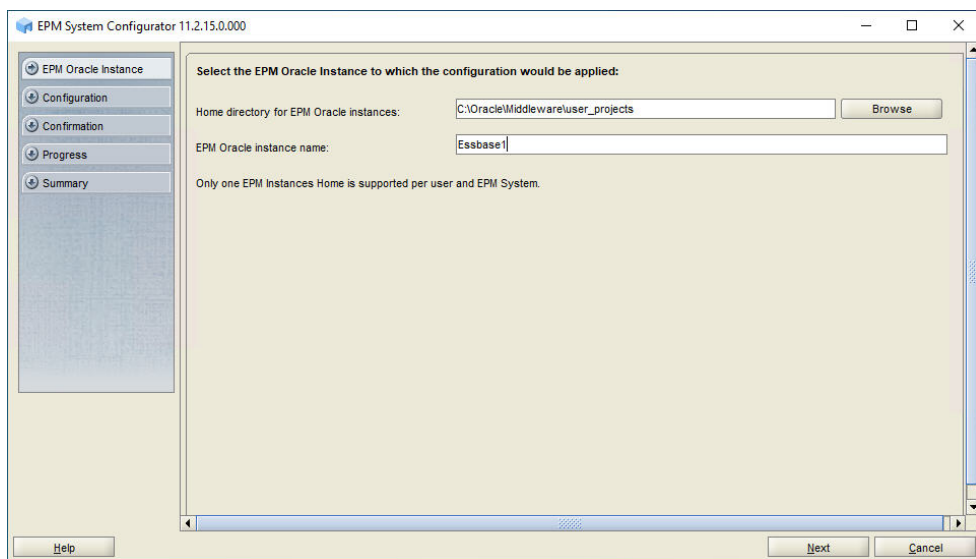 EPM System Configurator 11.2.15.0.000
EPM Oracle Instance
Configuration
Confirmation
Progress
Summary
Select the EPM Oracle Instance to which the configuration would be applied:
Home directory for EPM Oracle instances:
C:\Oracle\Middleware\user_projects
Browse
EPM Oracle instance name:
Essbase1
Only one EPM Instances Home is supported per user and EPM System.
Help
Next
Cancel